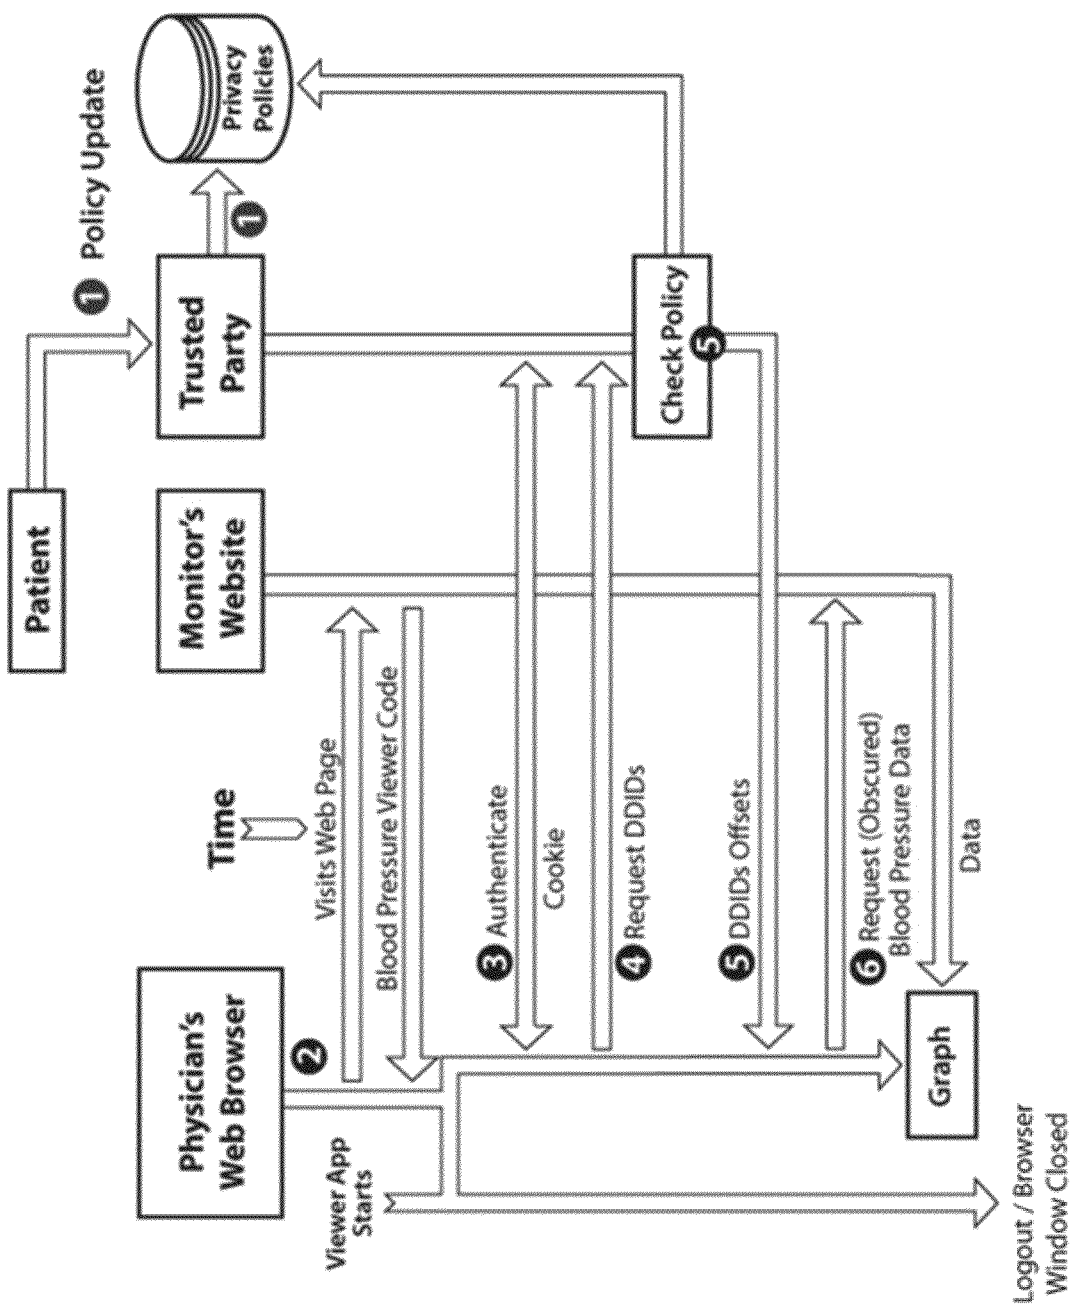 Patient
1 Policy Update
Physician's
Web Browser
Time
Monitor's
Website
Trusted
Party
1
Privacy
Policies
2
Visits Web Page
Blood Pressure Viewer Code
Viewer App
Starts
3 Authenticate
Cookie
4 Request DDIDs
Check Policy
5
5 DDIDs Offsets
6 Request (Obscured)
Blood Pressure Data
Data
Graph
Logout / Browser
Window Closed